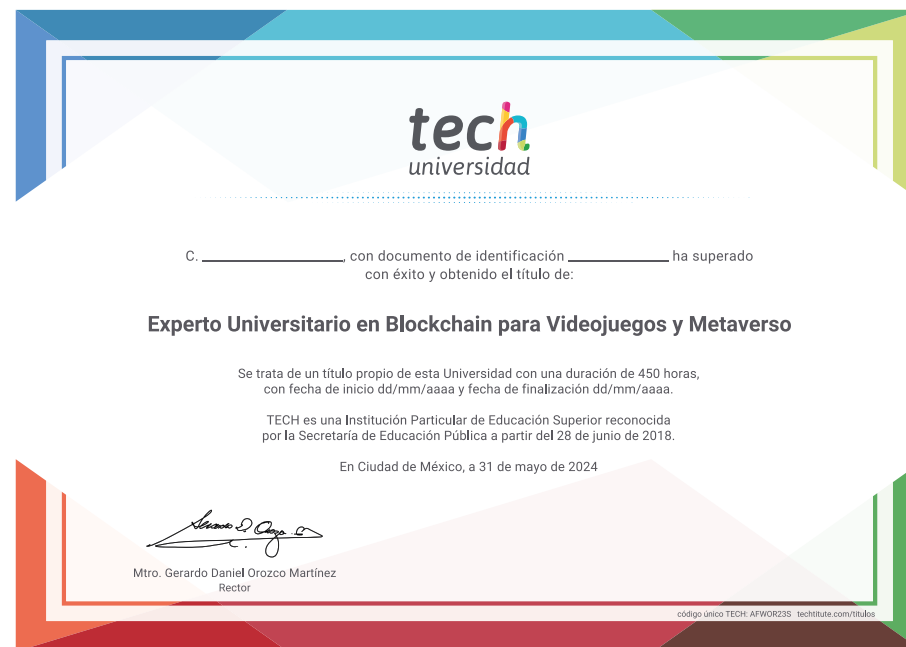 tech
universidad
C. ____________________, con documento de identificación ______________ ha superado
con éxito y obtenido el título de:
Experto Universitario en Blockchain para Videojuegos y Metaverso
Se trata de un título propio de esta Universidad con una duración de 450 horas,
con fecha de inicio dd/mm/aaaa y fecha de finalización dd/mm/aaaa.
TECH es una Institución Particular de Educación Superior reconocida
por la Secretaría de Educación Pública a partir del 28 de junio de 2018.
En Ciudad de México, a 31 de mayo de 2024
Mtro. Gerardo Daniel Orozco Martínez
Rector
código único TECH: AFWOR23S techtitute.com/titulos